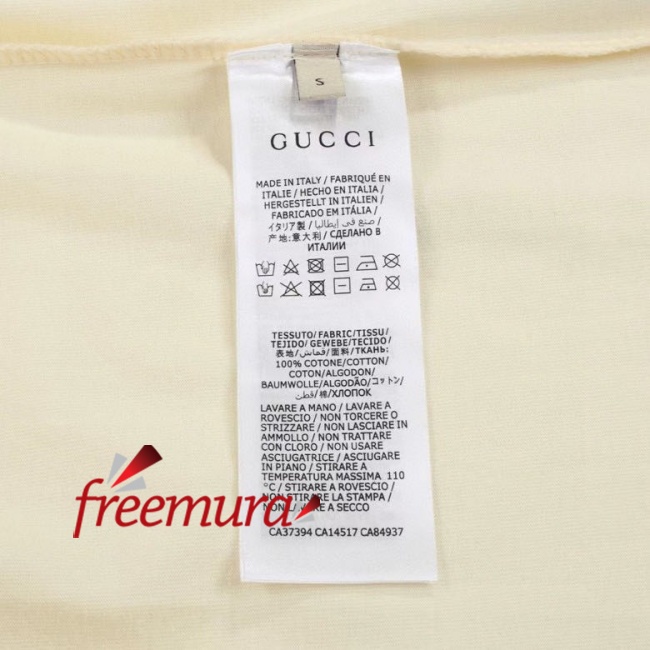 S
GUCCI
MADE IN ITALY / FABRIQUÉ EN
ITALIE / HECHO EN ITALIA /
HERGESTELLT IN ITALIEN /
FABRICADO EM ITÁLIA /
イタリア製 / صنع في إيطاليا /
产地:意大利 / СДЕЛАНО В
ИТАЛИИ
TESSUTO/FABRIC/TISSU/
TEJIDO/GEWEBE/TECIDO/
表地/قماش/面料/ТКАНЬ:
100% COTONE/COTTON/
COTON/ALGODON/
BAUMWOLLE/ALGODÃO/コットン/
قطن/棉/ХЛОПОК
LAVARE A MANO / LAVARE A
ROVESCIO / NON TORCERE O
STRIZZARE / NON LASCIARE IN
AMMOLLO / NON TRATTARE
CON CLORO / NON USARE
ASCIUGATRICE / ASCIUGARE
IN PIANO / STIRARE A
TEMPERATURA MASSIMA 110
°C / STIRARE A ROVESCIO /
NON STIRARE LA STAMPA /
A SECCO
CA37394 CA14517 CA84937
freemura